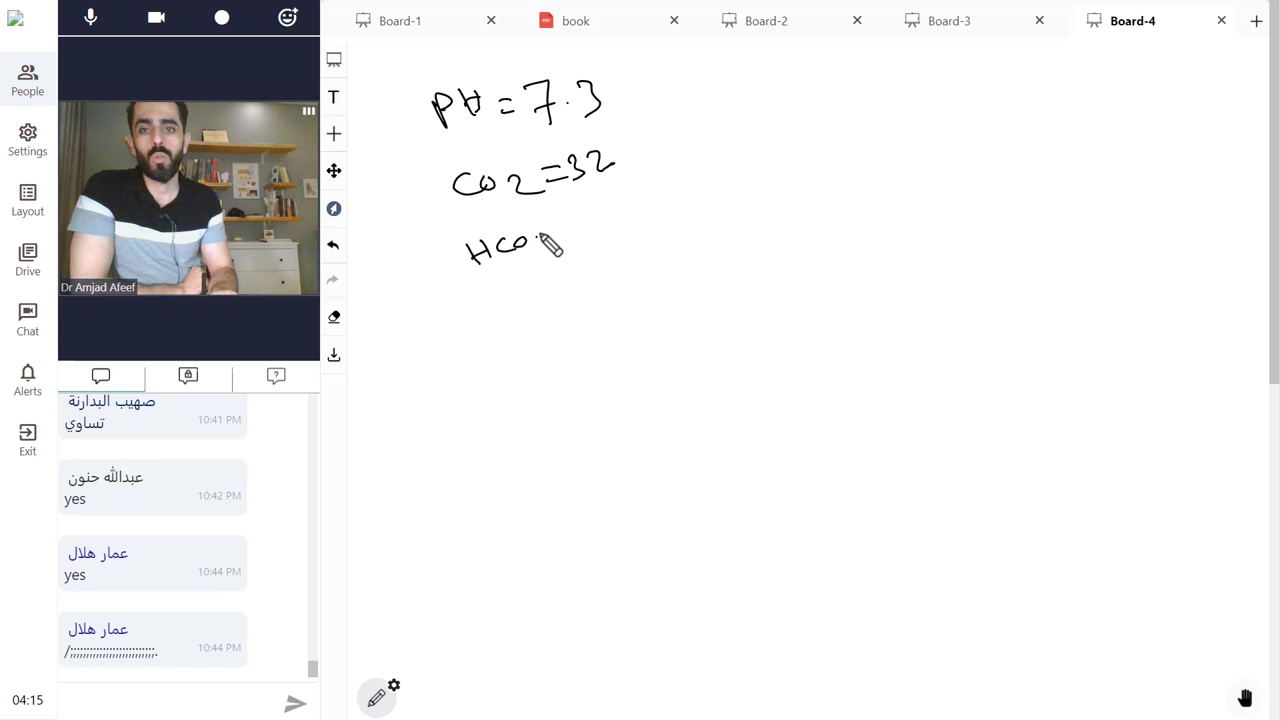 Board-1
book
Board-2
Board-3
Board-4
People
Settings
Layout
Drive
Chat
Alerts
Exit
04:15
Dr Amjad Afeef
PDF
PH = 7.3
CO2 = 32
HCO
صهيب البدارنة
تساوي
10:41 PM
عبدالله حنون
yes
10:42 PM
عمار هلال
yes
10:44 PM
عمار هلال
10:44 PM
T